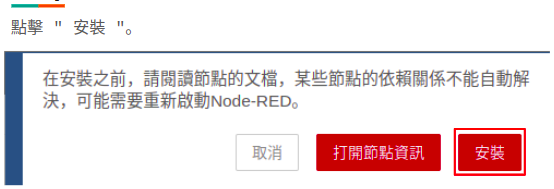 點擊 " 安裝 "。
在安裝之前，請閱讀節點的文檔，某些節點的依賴關係不能自動解
決，可能需要重新啟動Node-RED。
取消 打開節點資訊 安裝